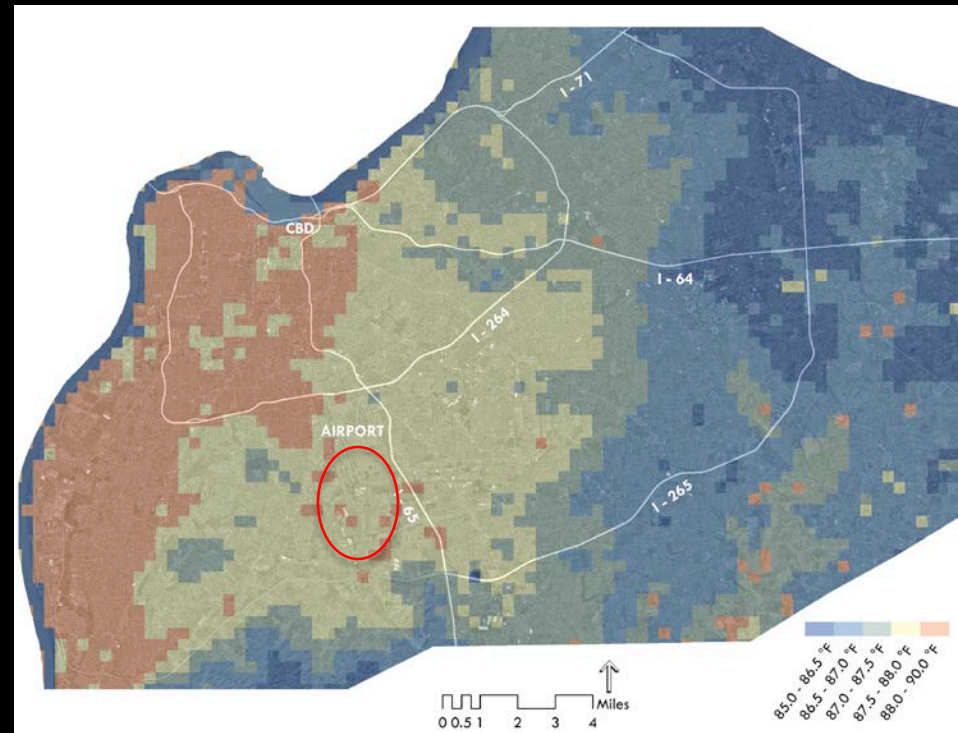 I - 71
CBD
I - 64
I - 264
AIRPORT
I - 65
I - 265
Miles
0 0.5 1 2 3 4
85.0 - 86.5 °F
86.5 - 87.0 °F
87.0 - 87.5 °F
87.5 - 88.0 °F
88.0 - 90.0 °F